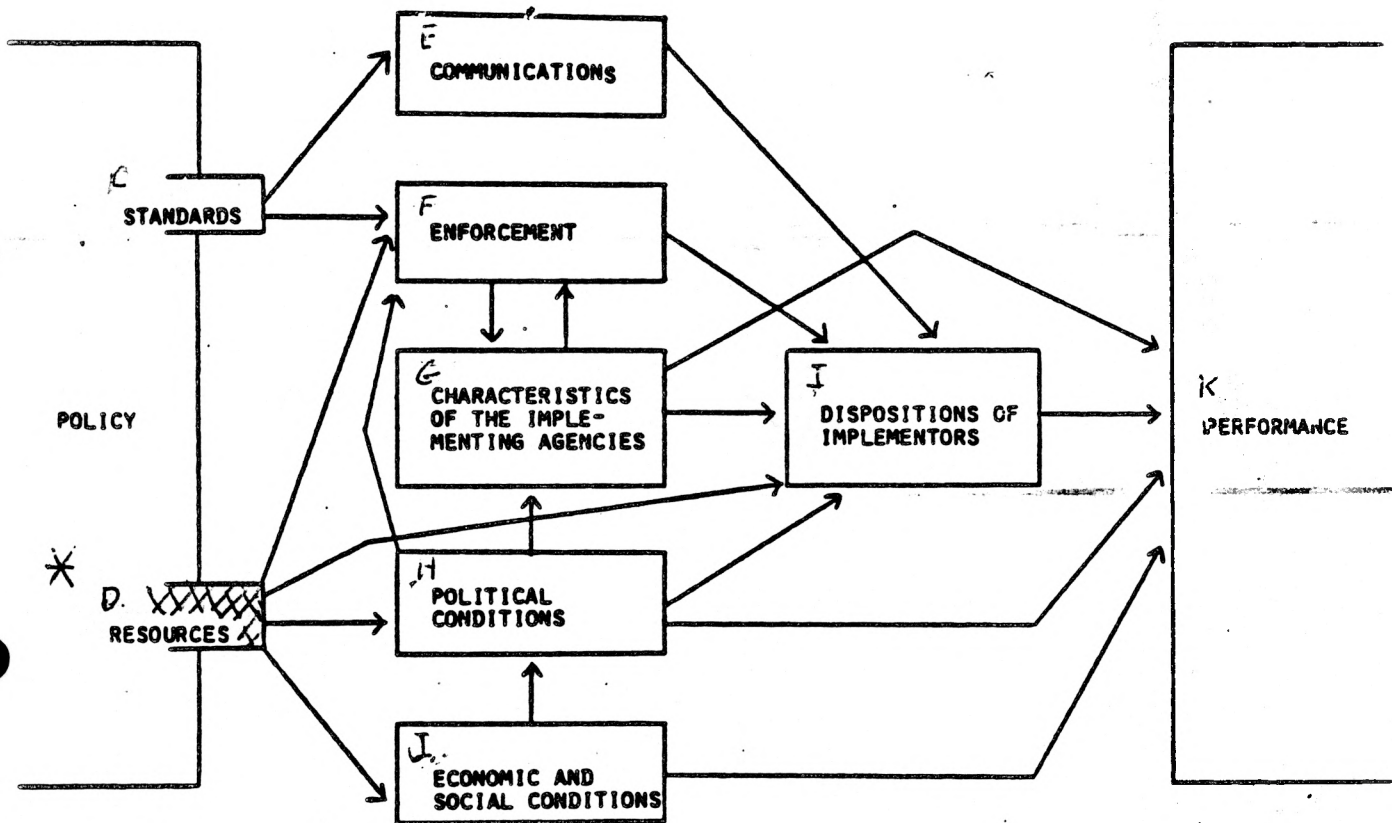 E
COMMUNICATIONS
C
STANDARDS
F
ENFORCEMENT
G
CHARACTERISTICS
OF THE IMPLE-
MENTING AGENCIES
I
DISPOSITIONS OF
IMPLEMENTORS
K
PERFORMANCE
POLICY
*
D.
RESOURCES
H
POLITICAL
CONDITIONS
J.
ECONOMIC AND
SOCIAL CONDITIONS